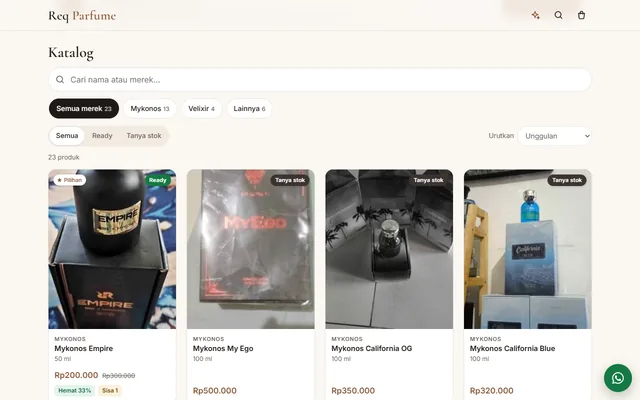 Req Parfume
Katalog
Cari nama atau merek...
Semua merek 23
Mykonos 13
Velixir 4
Lainnya 6
Semua
Ready
Tanya stok
Urutkan
Unggulan
23 produk
★ Pilihan
Ready
Tanya stok
Tanya stok
Tanya stok
EMPIRE
EMPIRE
MYEGO
California
BLUE
MYKONOS
Mykonos Empire
50 ml
Rp200.000 Rp300.000
Hemat 33%
Sisa 1
MYKONOS
Mykonos My Ego
100 ml
Rp500.000
MYKONOS
Mykonos California OG
100 ml
Rp350.000
MYKONOS
Mykonos California Blue
100 ml
Rp320.000